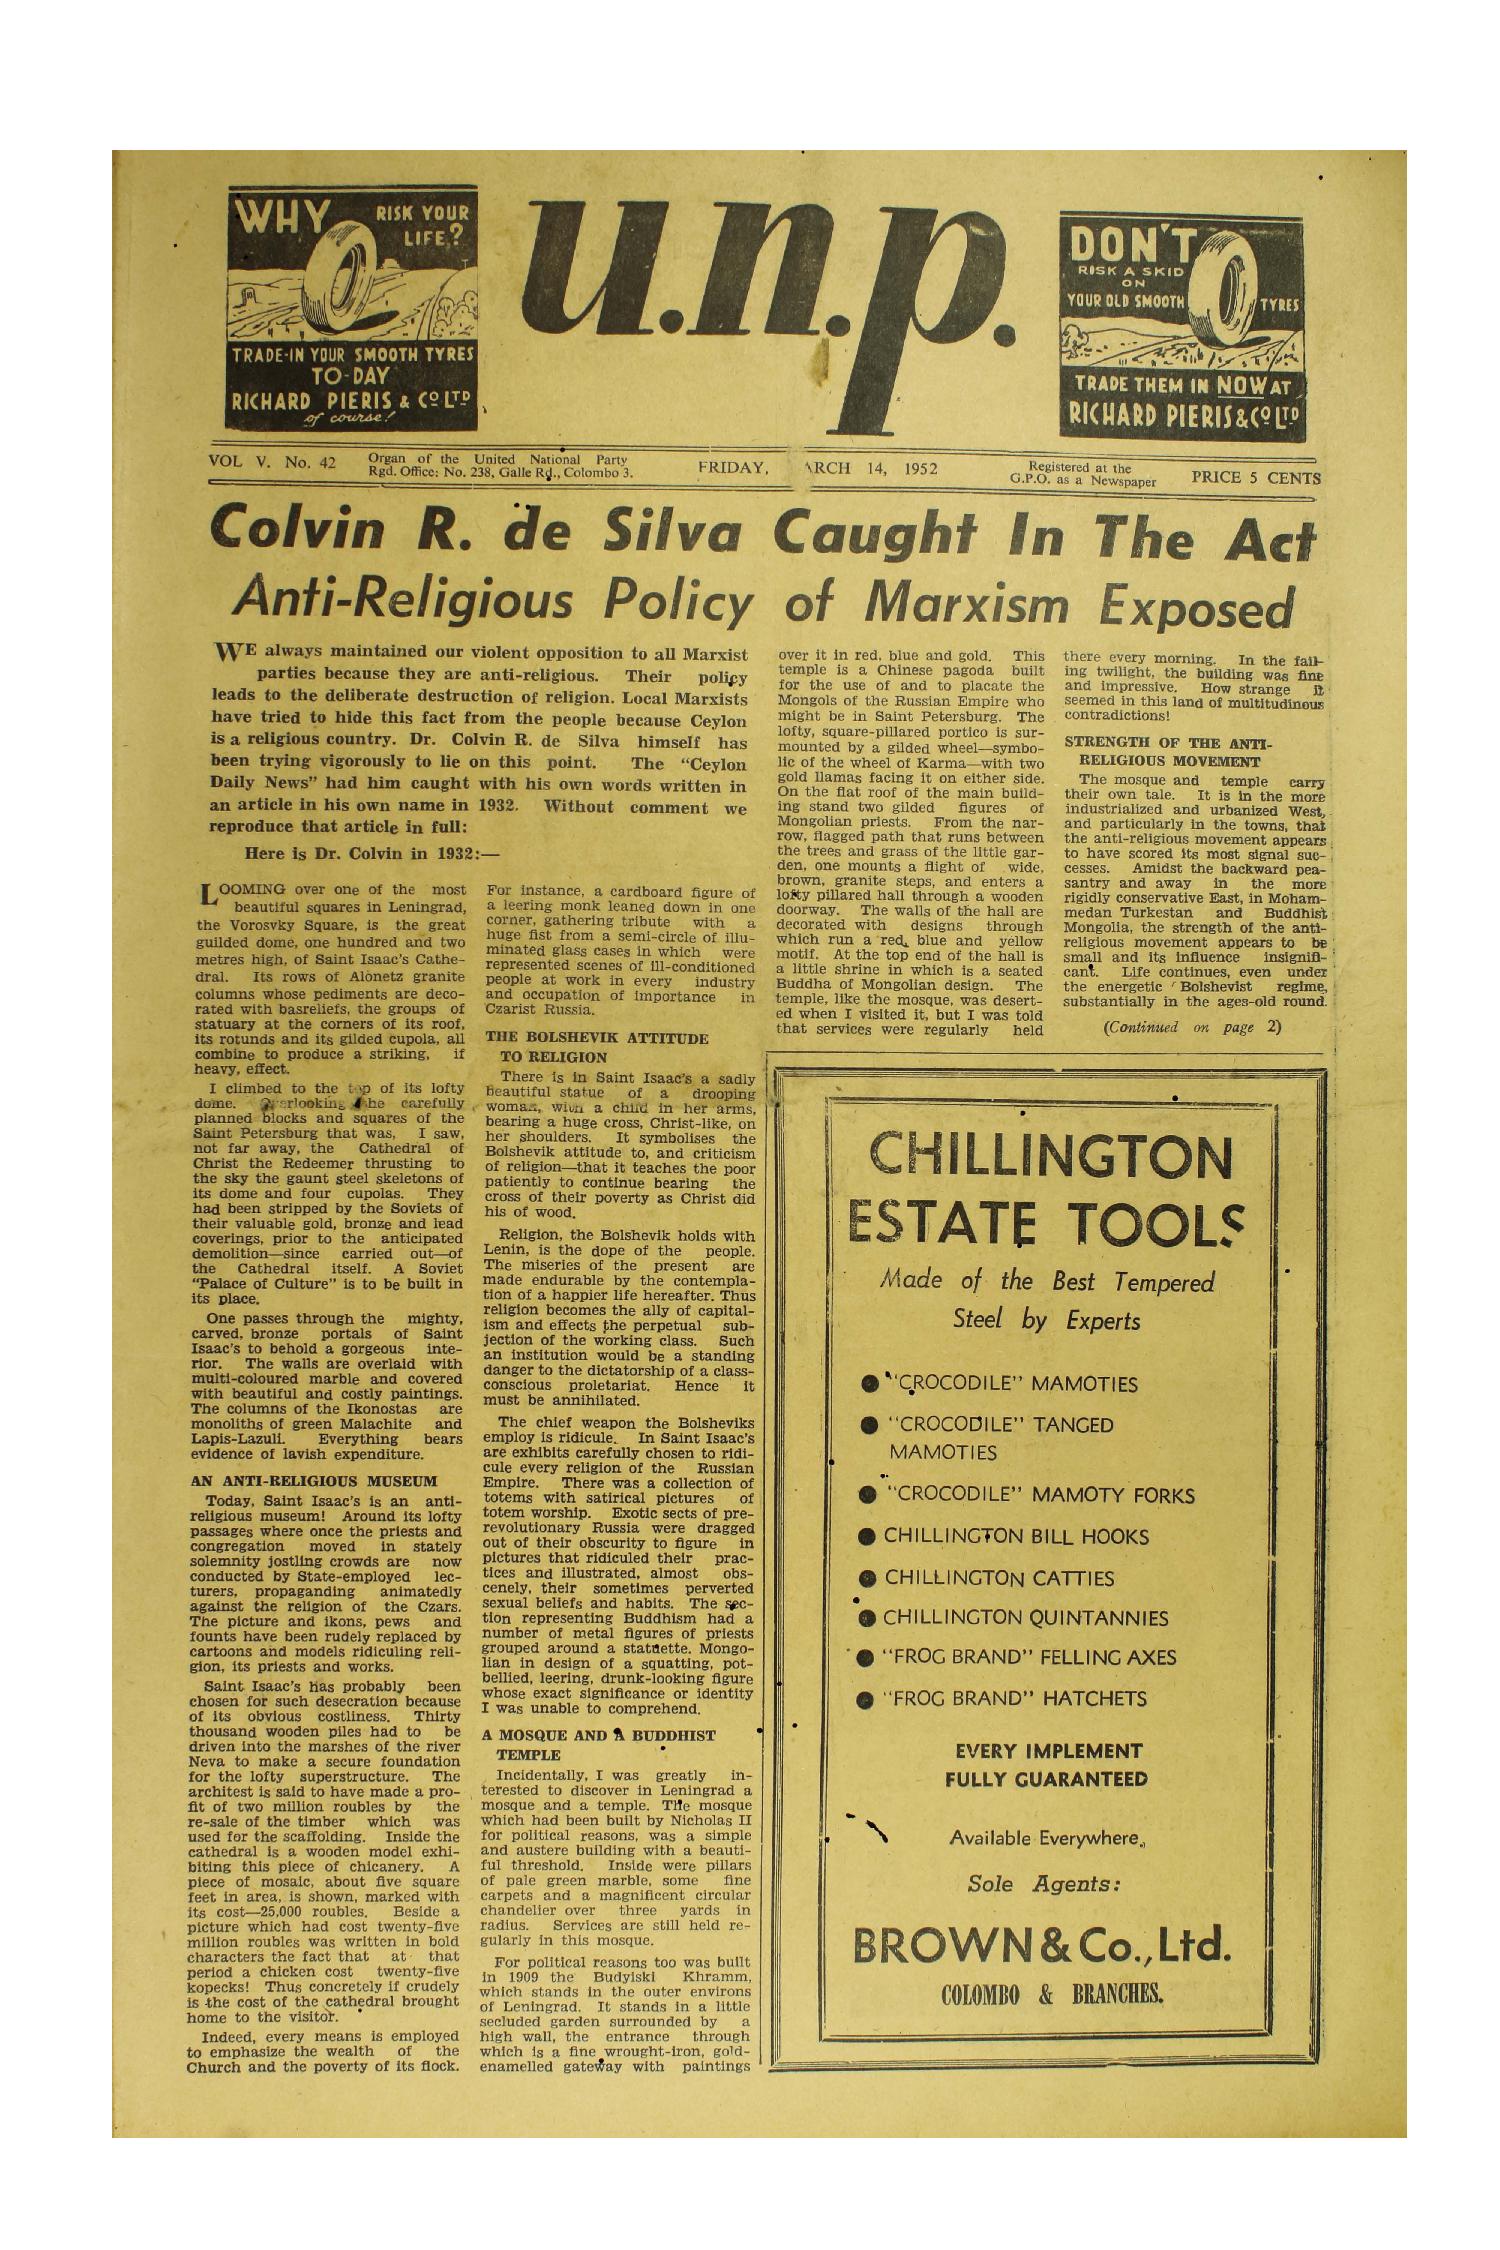 WHY
RISK YOUR
LIFE?
TRADE-IN YOUR SMOOTH TYRES
TO-DAY
RICHARD PIERIS & CO LTD
of course!
u.n.p.
DON'T
RISK A SKID
ON
YOUR OLD SMOOTH
TYRES
TRADE THEM IN NOW AT
RICHARD PIERIS & CO LTD
VOL V. No. 42
Organ of the United National Party
Rgd. Office: No. 238, Galle Rd., Colombo 3.
FRIDAY, ARCH 14, 1952
Registered at the
G.P.O. as a Newspaper
PRICE 5 CENTS
Colvin R. de Silva Caught In The Act
Anti-Religious Policy of Marxism Exposed
WE always maintained our violent opposition to all Marxist
parties because they are anti-religious. Their policy
leads to the deliberate destruction of religion. Local Marxists
have tried to hide this fact from the people because Ceylon
is a religious country. Dr. Colvin R. de Silva himself has
been trying vigorously to lie on this point. The "Ceylon
Daily News" had him caught with his own words written in
an article in his own name in 1932. Without comment we
reproduce that article in full:
Here is Dr. Colvin in 1932:—
LOOMING over one of the most
beautiful squares in Leningrad,
the Vorosvky Square, is the great
guilded dome, one hundred and two
metres high, of Saint Isaac's Cathe-
dral. Its rows of Alonetz granite
columns whose pediments are deco-
rated with basreliefs, the groups of
statuary at the corners of its roof,
its rotunds and its gilded cupola, all
combine to produce a striking, if
heavy, effect.
I climbed to the top of its lofty
dome. Overlooking the carefully
planned blocks and squares of the
Saint Petersburg that was, I saw,
not far away, the Cathedral of
Christ the Redeemer thrusting to
the sky the gaunt steel skeletons of
its dome and four cupolas. They
had been stripped by the Soviets of
their valuable gold, bronze and lead
coverings, prior to the anticipated
demolition—since carried out—of
the Cathedral itself. A Soviet
"Palace of Culture" is to be built in
its place.
One passes through the mighty,
carved, bronze portals of Saint
Isaac's to behold a gorgeous inte-
rior. The walls are overlaid with
multi-coloured marble and covered
with beautiful and costly paintings.
The columns of the Ikonostas are
monoliths of green Malachite and
Lapis-Lazuli. Everything bears
evidence of lavish expenditure.
AN ANTI-RELIGIOUS MUSEUM
Today, Saint Isaac's is an anti-
religious museum! Around its lofty
passages where once the priests and
congregation moved in stately
solemnity jostling crowds are now
conducted by State-employed lec-
turers, propaganding animatedly
against the religion of the Czars.
The picture and ikons, pews and
founts have been rudely replaced by
cartoons and models ridiculing reli-
gion, its priests and works.
Saint Isaac's has probably been
chosen for such desecration because
of its obvious costliness. Thirty
thousand wooden piles had to be
driven into the marshes of the river
Neva to make a secure foundation
for the lofty superstructure. The
architest is said to have made a pro-
fit of two million roubles by the
re-sale of the timber which was
used for the scaffolding. Inside the
cathedral is a wooden model exhi-
biting this piece of chicanery. A
piece of mosaic, about five square
feet in area, is shown, marked with
its cost—25,000 roubles. Beside a
picture which had cost twenty-five
million roubles was written in bold
characters the fact that at that
period a chicken cost twenty-five
kopecks! Thus concretely if crudely
is the cost of the cathedral brought
home to the visitor.
Indeed, every means is employed
to emphasize the wealth of the
Church and the poverty of its flock.
For instance, a cardboard figure of
a leering monk leaned down in one
corner, gathering tribute with a
huge fist from a semi-circle of illu-
minated glass cases in which were
represented scenes of ill-conditioned
people at work in every industry
and occupation of importance in
Czarist Russia.
THE BOLSHEVIK ATTITUDE
TO RELIGION
There is in Saint Isaac's a sadly
beautiful statue of a drooping
woman, with a child in her arms,
bearing a huge cross, Christ-like, on
her shoulders. It symbolises the
Bolshevik attitude to, and criticism
of religion—that it teaches the poor
patiently to continue bearing the
cross of their poverty as Christ did
his of wood.
Religion, the Bolshevik holds with
Lenin, is the dope of the people.
The miseries of the present are
made endurable by the contempla-
tion of a happier life hereafter. Thus
religion becomes the ally of capital-
ism and effects the perpetual sub-
jection of the working class. Such
an institution would be a standing
danger to the dictatorship of a class-
conscious proletariat. Hence it
must be annihilated.
The chief weapon the Bolsheviks
employ is ridicule. In Saint Isaac's
are exhibits carefully chosen to ridi-
cule every religion of the Russian
Empire. There was a collection of
totems with satirical pictures of
totem worship. Exotic sects of pre-
revolutionary Russia were dragged
out of their obscurity to figure in
pictures that ridiculed their prac-
tices and illustrated, almost obs-
cenely, their sometimes perverted
sexual beliefs and habits. The sec-
tion representing Buddhism had a
number of metal figures of priests
grouped around a statuette. Mongo-
lian in design of a squatting, pot-
bellied, leering, drunk-looking figure
whose exact significance or identity
I was unable to comprehend.
A MOSQUE AND A BUDDHIST
TEMPLE
Incidentally, I was greatly in-
terested to discover in Leningrad a
mosque and a temple. The mosque
which had been built by Nicholas II
for political reasons, was a simple
and austere building with a beauti-
ful threshold. Inside were pillars
of pale green marble, some fine
carpets and a magnificent circular
chandelier over three yards in
radius. Services are still held re-
gularly in this mosque.
For political reasons too was built
in 1909 the Budyiski Khramm,
which stands in the outer environs
of Leningrad. It stands in a little
secluded garden surrounded by a
high wall, the entrance through
which is a fine wrought-iron, gold-
enamelled gateway with paintings
over it in red, blue and gold. This
temple is a Chinese pagoda built
for the use of and to placate the
Mongols of the Russian Empire who
might be in Saint Petersburg. The
lofty, square-pillared portico is sur-
mounted by a gilded wheel—symbo-
lic of the wheel of Karma—with two
gold llamas facing it on either side.
On the flat roof of the main build-
ing stand two gilded figures of
Mongolian priests. From the nar-
row, flagged path that runs between
the trees and grass of the little gar-
den, one mounts a flight of wide,
brown, granite steps, and enters a
lofty pillared hall through a wooden
doorway. The walls of the hall are
decorated with designs through
which run a red, blue and yellow
motif. At the top end of the hall is
a little shrine in which is a seated
Buddha of Mongolian design. The
temple, like the mosque, was desert-
ed when I visited it, but I was told
that services were regularly held
there every morning. In the fail-
ing twilight, the building was fine
and impressive. How strange it
seemed in this land of multitudinous
contradictions!
STRENGTH OF THE ANTI-
RELIGIOUS MOVEMENT
The mosque and temple carry
their own tale. It is in the more
industrialized and urbanized West,
and particularly in the towns, that
the anti-religious movement appears
to have scored its most signal suc-
cesses. Amidst the backward pea-
santry and away in the more
rigidly conservative East, in Moham-
medan Turkestan and Buddhist
Mongolia, the strength of the anti-
religious movement appears to be
small and its influence insignifi-
cant. Life continues, even under
the energetic Bolshevist regime,
substantially in the ages-old round.
(Continued on page 2)
CHILLINGTON
ESTATE TOOLS
Made of the Best Tempered
Steel by Experts
● "CROCODILE" MAMOTIES
● "CROCODILE" TANGED
MAMOTIES
● "CROCODILE" MAMOTY FORKS
● CHILLINGTON BILL HOOKS
● CHILLINGTON CATTIES
● CHILLINGTON QUINTANNIES
● "FROG BRAND" FELLING AXES
● "FROG BRAND" HATCHETS
EVERY IMPLEMENT
FULLY GUARANTEED
Available Everywhere,
Sole Agents:
BROWN & Co., Ltd.
COLOMBO & BRANCHES.